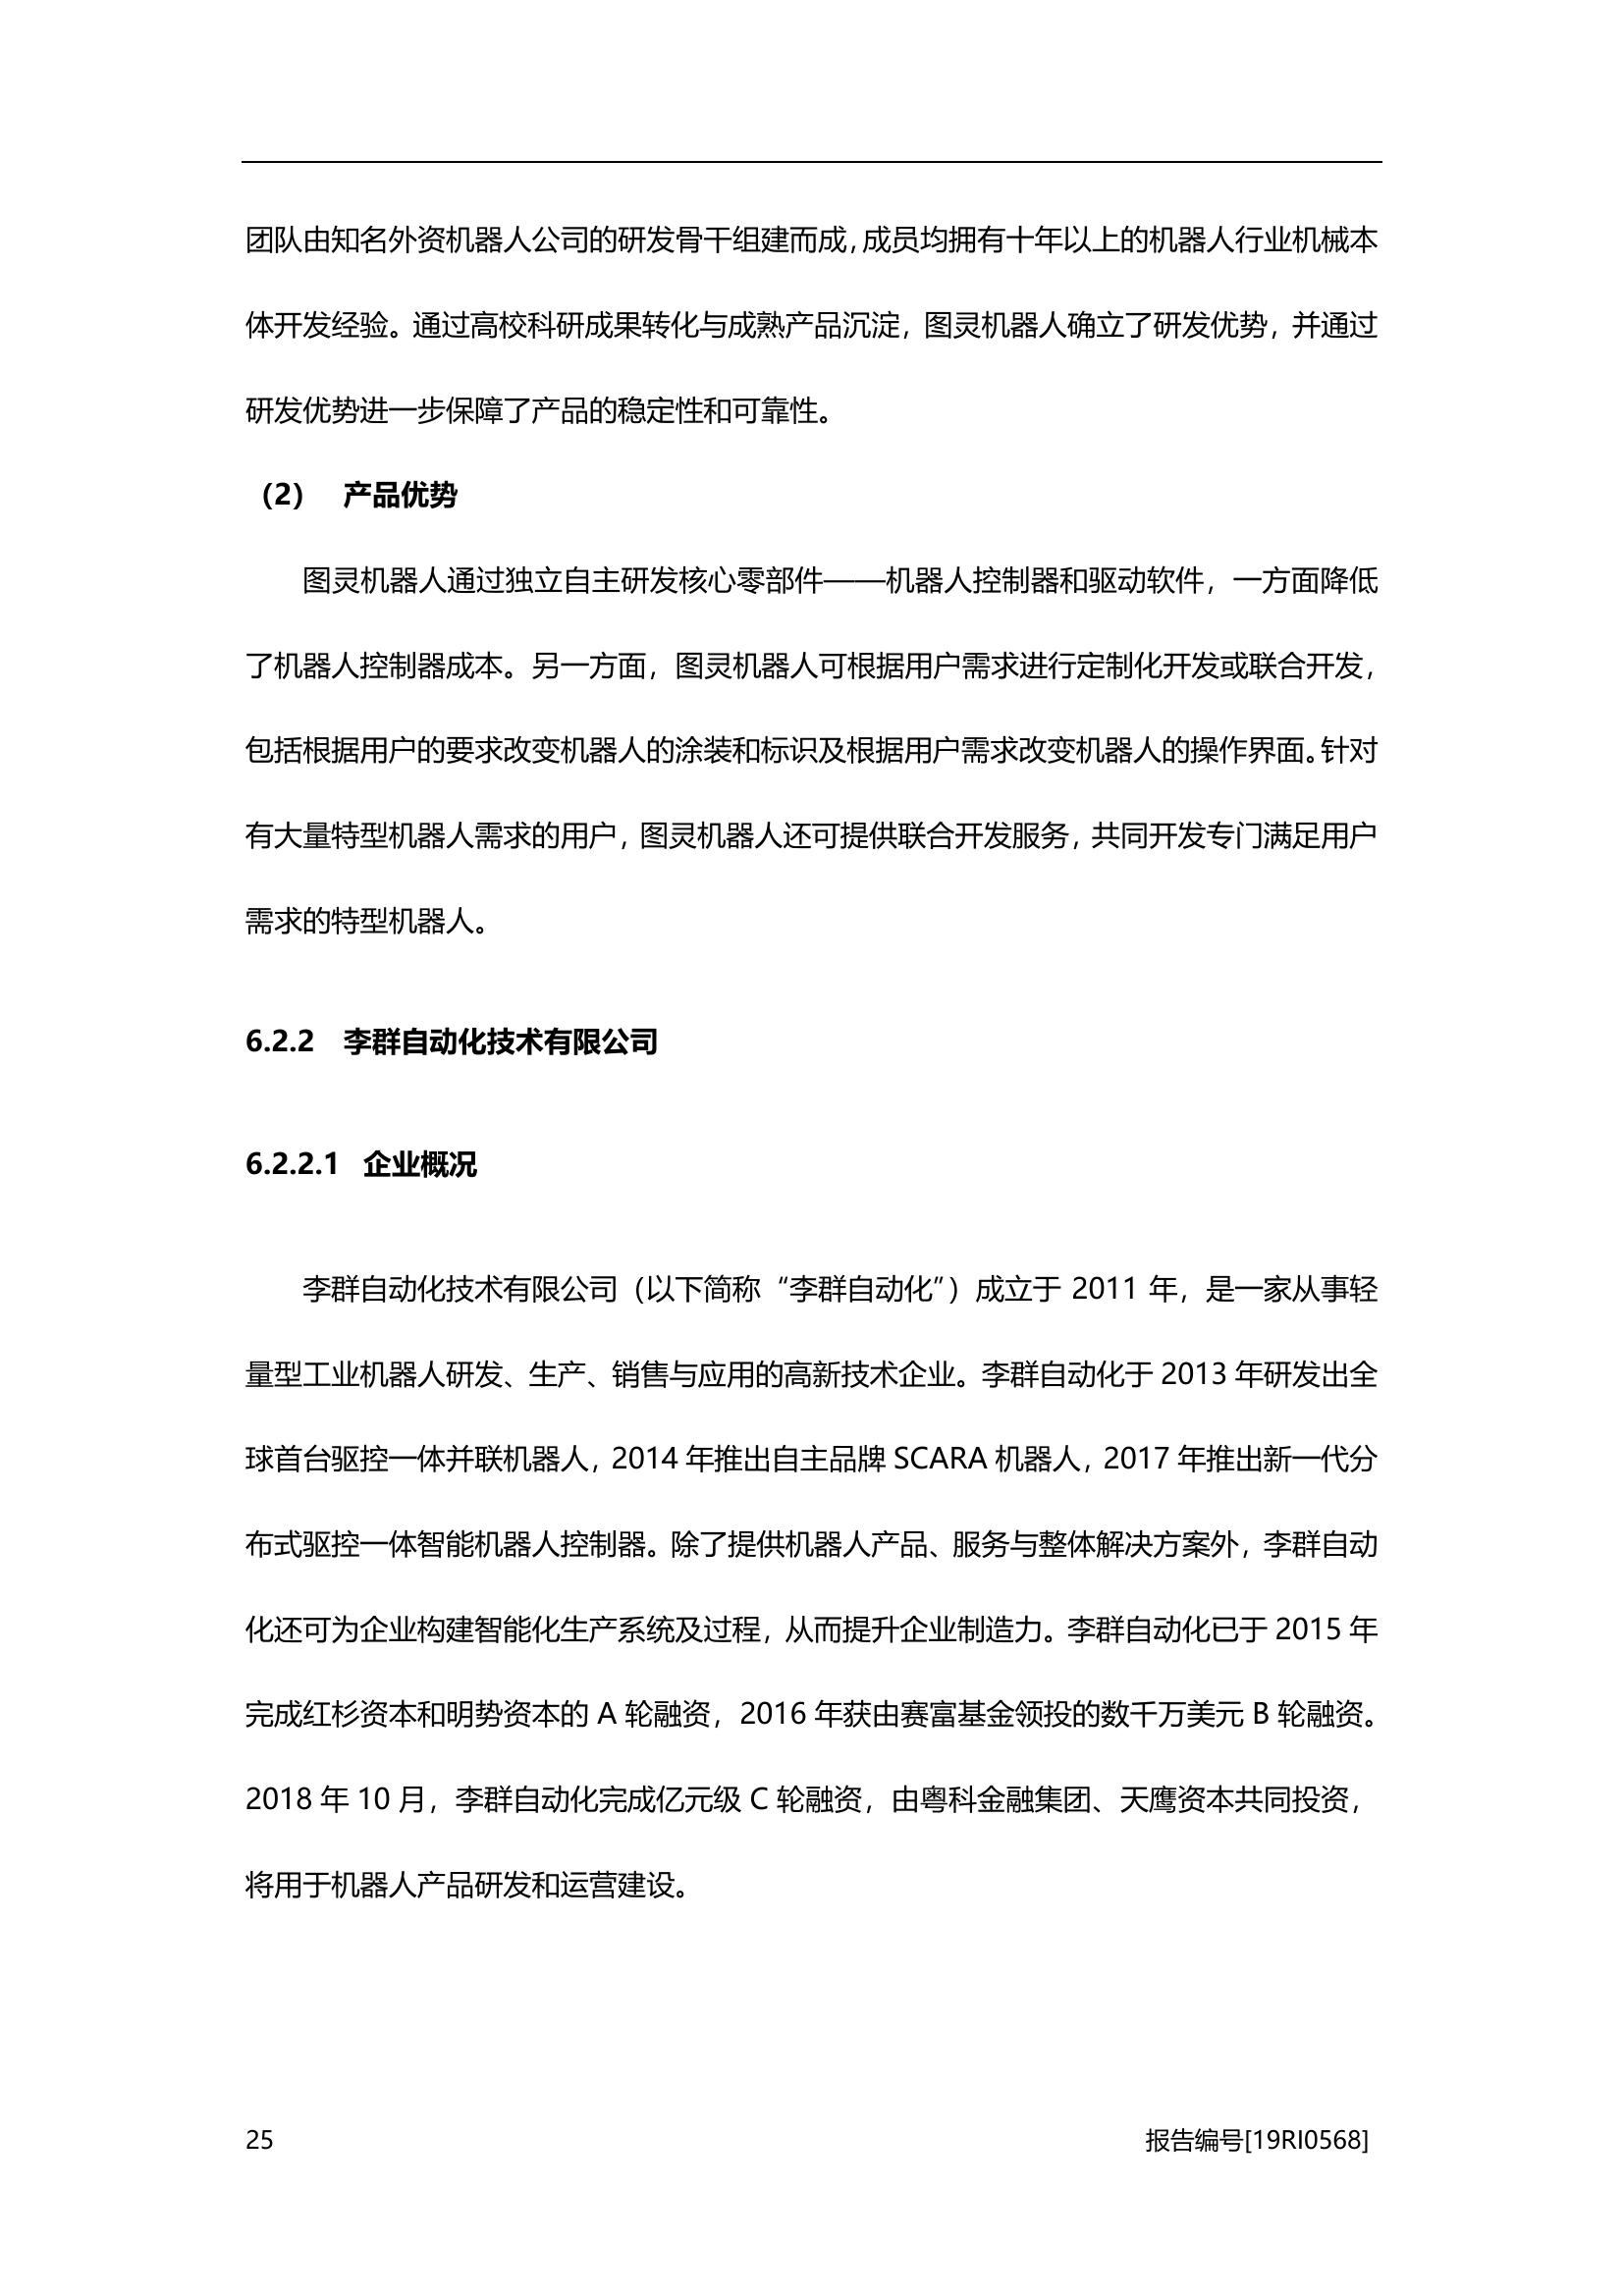 团队由知名外资机器人公司的研发骨干组建而成，成员均拥有十年以上的机器人行业机械本
体开发经验。通过高校科研成果转化与成熟产品沉淀，图灵机器人确立了研发优势，并通过
研发优势进一步保障了产品的稳定性和可靠性。
（2） 产品优势
图灵机器人通过独立自主研发核心零部件——机器人控制器和驱动软件，一方面降低
了机器人控制器成本。另一方面，图灵机器人可根据用户需求进行定制化开发或联合开发，
包括根据用户的要求改变机器人的涂装和标识及根据用户需求改变机器人的操作界面。针对
有大量特型机器人需求的用户，图灵机器人还可提供联合开发服务，共同开发专门满足用户
需求的特型机器人。
6.2.2 李群自动化技术有限公司
6.2.2.1 企业概况
李群自动化技术有限公司（以下简称“李群自动化”）成立于 2011 年，是一家从事轻
量型工业机器人研发、生产、销售与应用的高新技术企业。李群自动化于 2013 年研发出全
球首台驱控一体并联机器人，2014 年推出自主品牌 SCARA 机器人，2017 年推出新一代分
布式驱控一体智能机器人控制器。除了提供机器人产品、服务与整体解决方案外，李群自动
化还可为企业构建智能化生产系统及过程，从而提升企业制造力。李群自动化已于 2015 年
完成红杉资本和明势资本的 A 轮融资，2016 年获由赛富基金领投的数千万美元 B 轮融资。
2018 年 10 月，李群自动化完成亿元级 C 轮融资，由粤科金融集团、天鹰资本共同投资，
将用于机器人产品研发和运营建设。
25 报告编号[19RI0568]